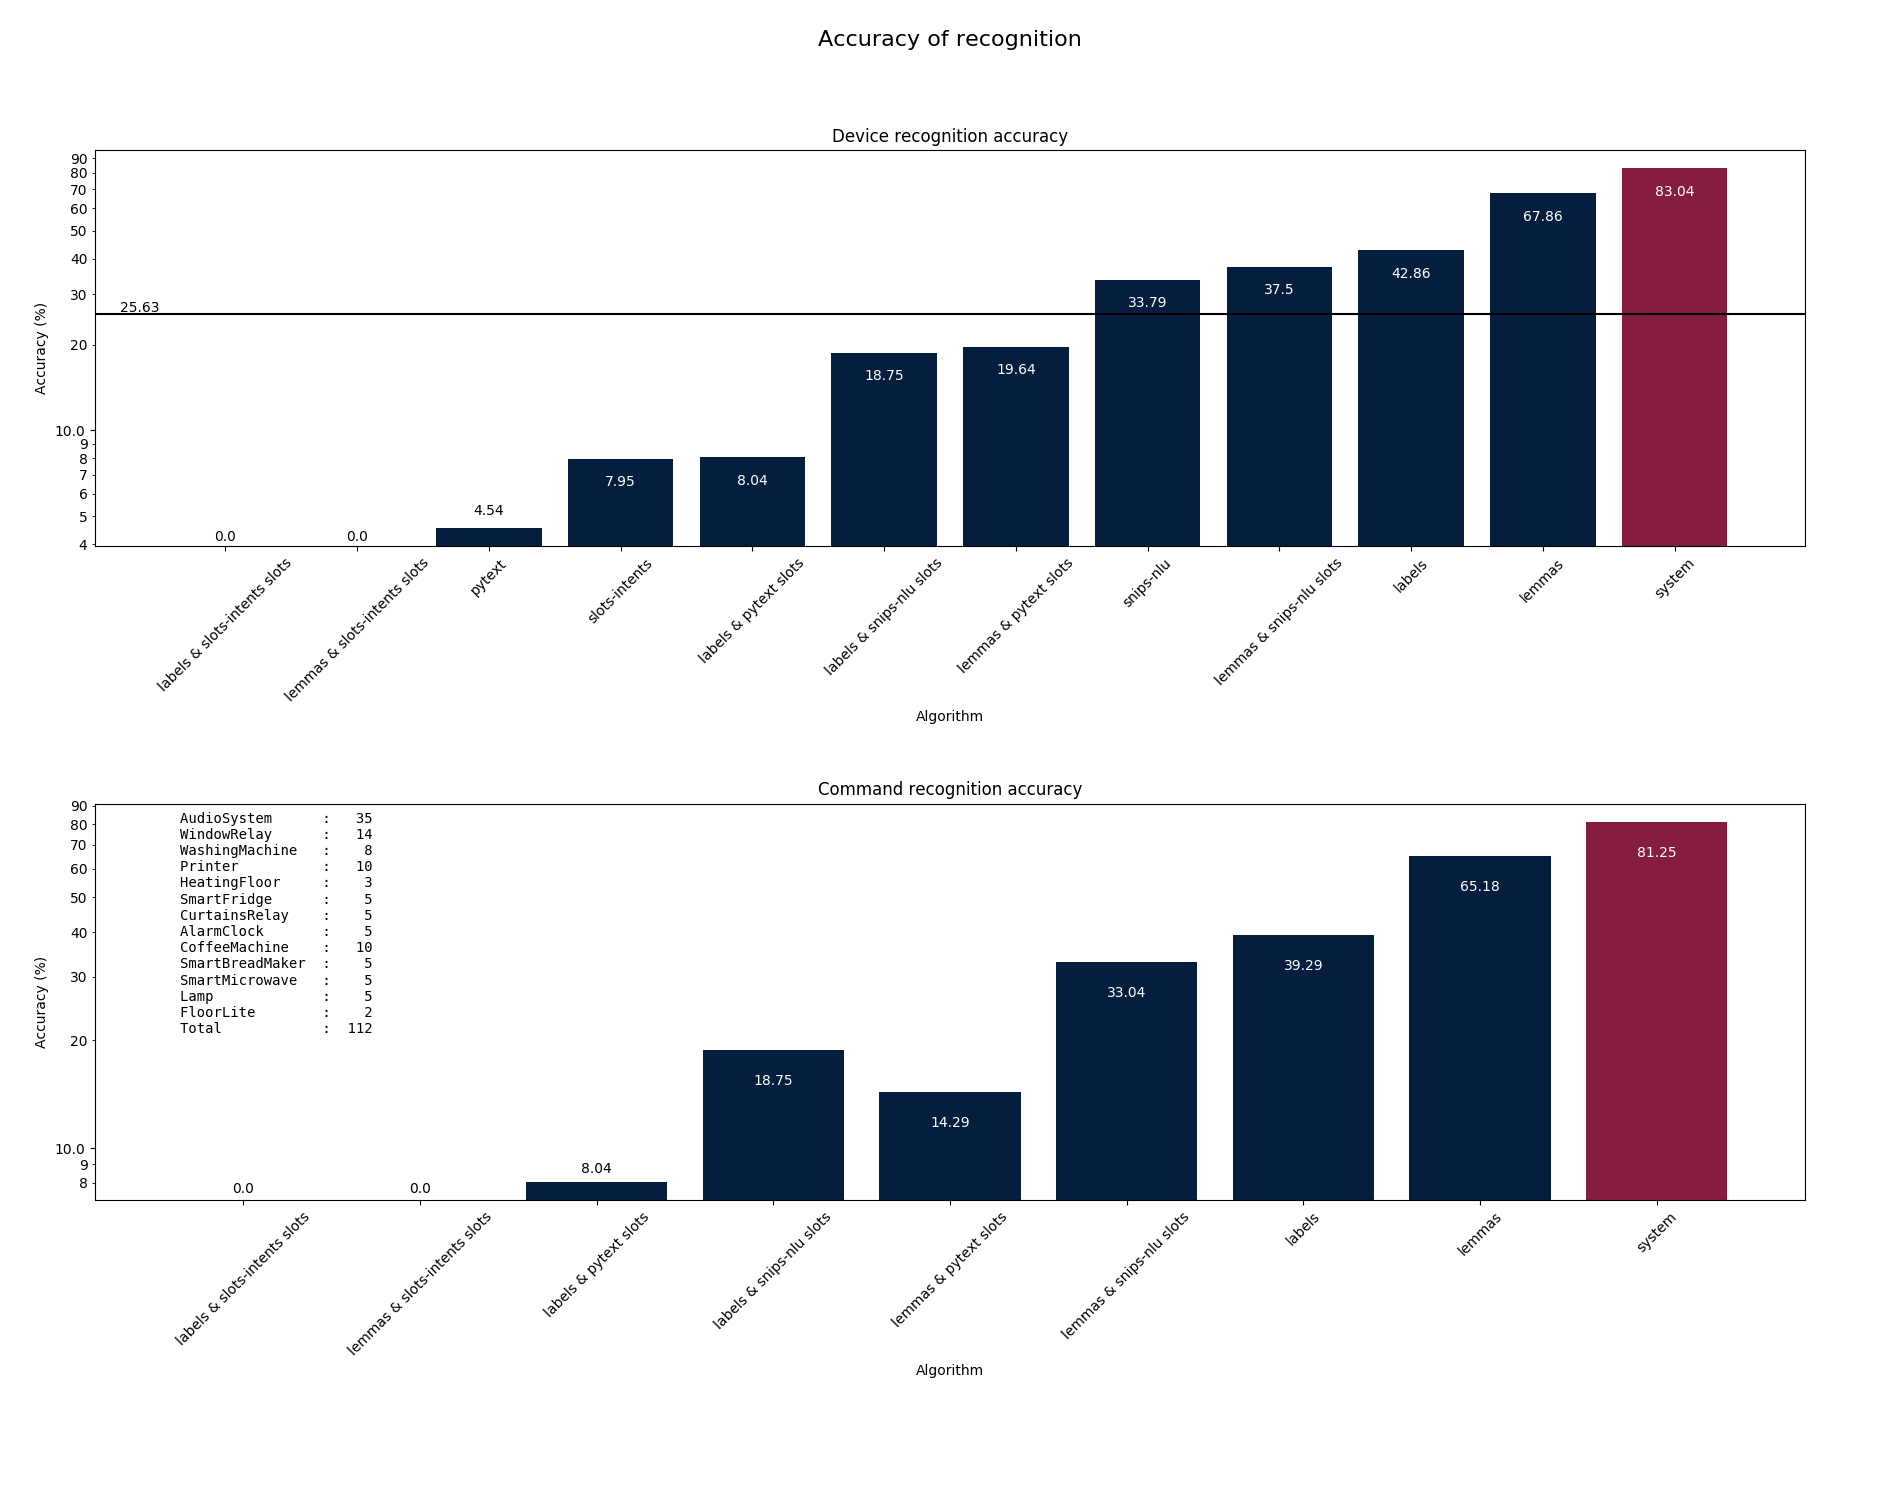 Accuracy of recognition
Device recognition accuracy
Accuracy (%)
90
80
70
60
50
40
30
20
10.0
9
8
7
6
5
4
25.63
0.0
0.0
4.54
7.95
8.04
18.75
19.64
33.79
37.5
42.86
67.86
83.04
labels & slots-intents slots
lemmas & slots-intents slots
pytext
slots-intents
labels & pytext slots
labels & snips-nlu slots
lemmas & pytext slots
snips-nlu
lemmas & snips-nlu slots
labels
lemmas
system
Algorithm
Command recognition accuracy
Accuracy (%)
90
80
70
60
50
40
30
20
10.0
9
8
AudioSystem : 35
WindowRelay : 14
WashingMachine : 8
Printer : 10
HeatingFloor : 3
SmartFridge : 5
CurtainsRelay : 5
AlarmClock : 5
CoffeeMachine : 10
SmartBreadMaker : 5
SmartMicrowave : 5
Lamp : 5
FloorLite : 2
Total : 112
0.0
0.0
8.04
18.75
14.29
33.04
39.29
65.18
81.25
labels & slots-intents slots
lemmas & slots-intents slots
labels & pytext slots
labels & snips-nlu slots
lemmas & pytext slots
lemmas & snips-nlu slots
labels
lemmas
system
Algorithm